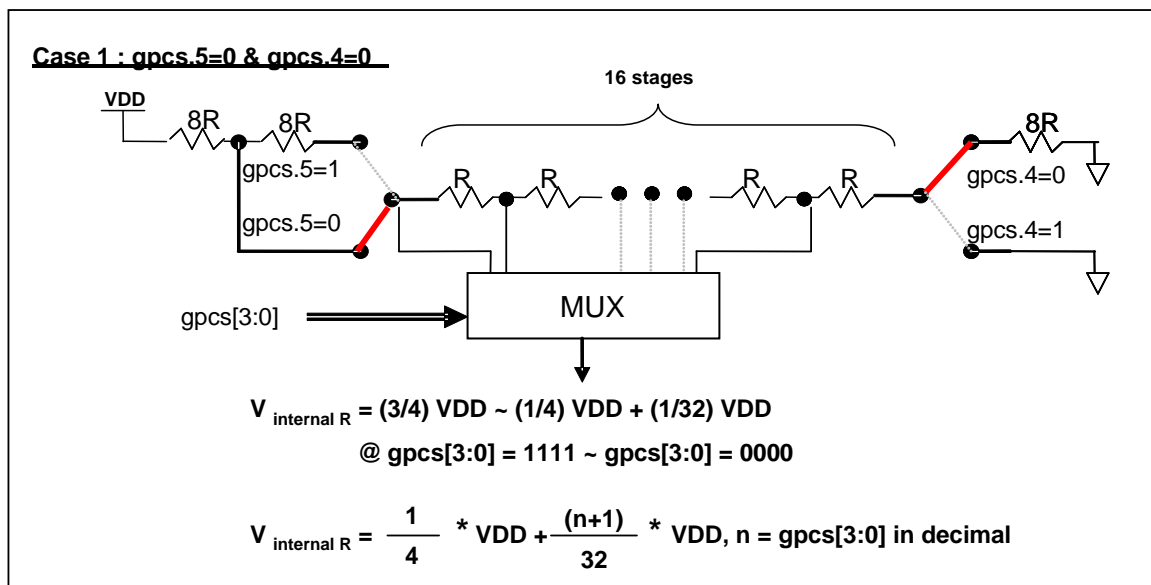 Case 1 : gpcs.5=0 & gpcs.4=0
16 stages
VDD
8R
8R
8R
gpcs.5=1
R
R
R
R
gpcs.4=0
gpcs.5=0
gpcs.4=1
gpcs[3:0]
MUX
V internal R = (3/4) VDD ~ (1/4) VDD + (1/32) VDD
@ gpcs[3:0] = 1111 ~ gpcs[3:0] = 0000
V internal R = 1/4 * VDD + (n+1)/32 * VDD, n = gpcs[3:0] in decimal